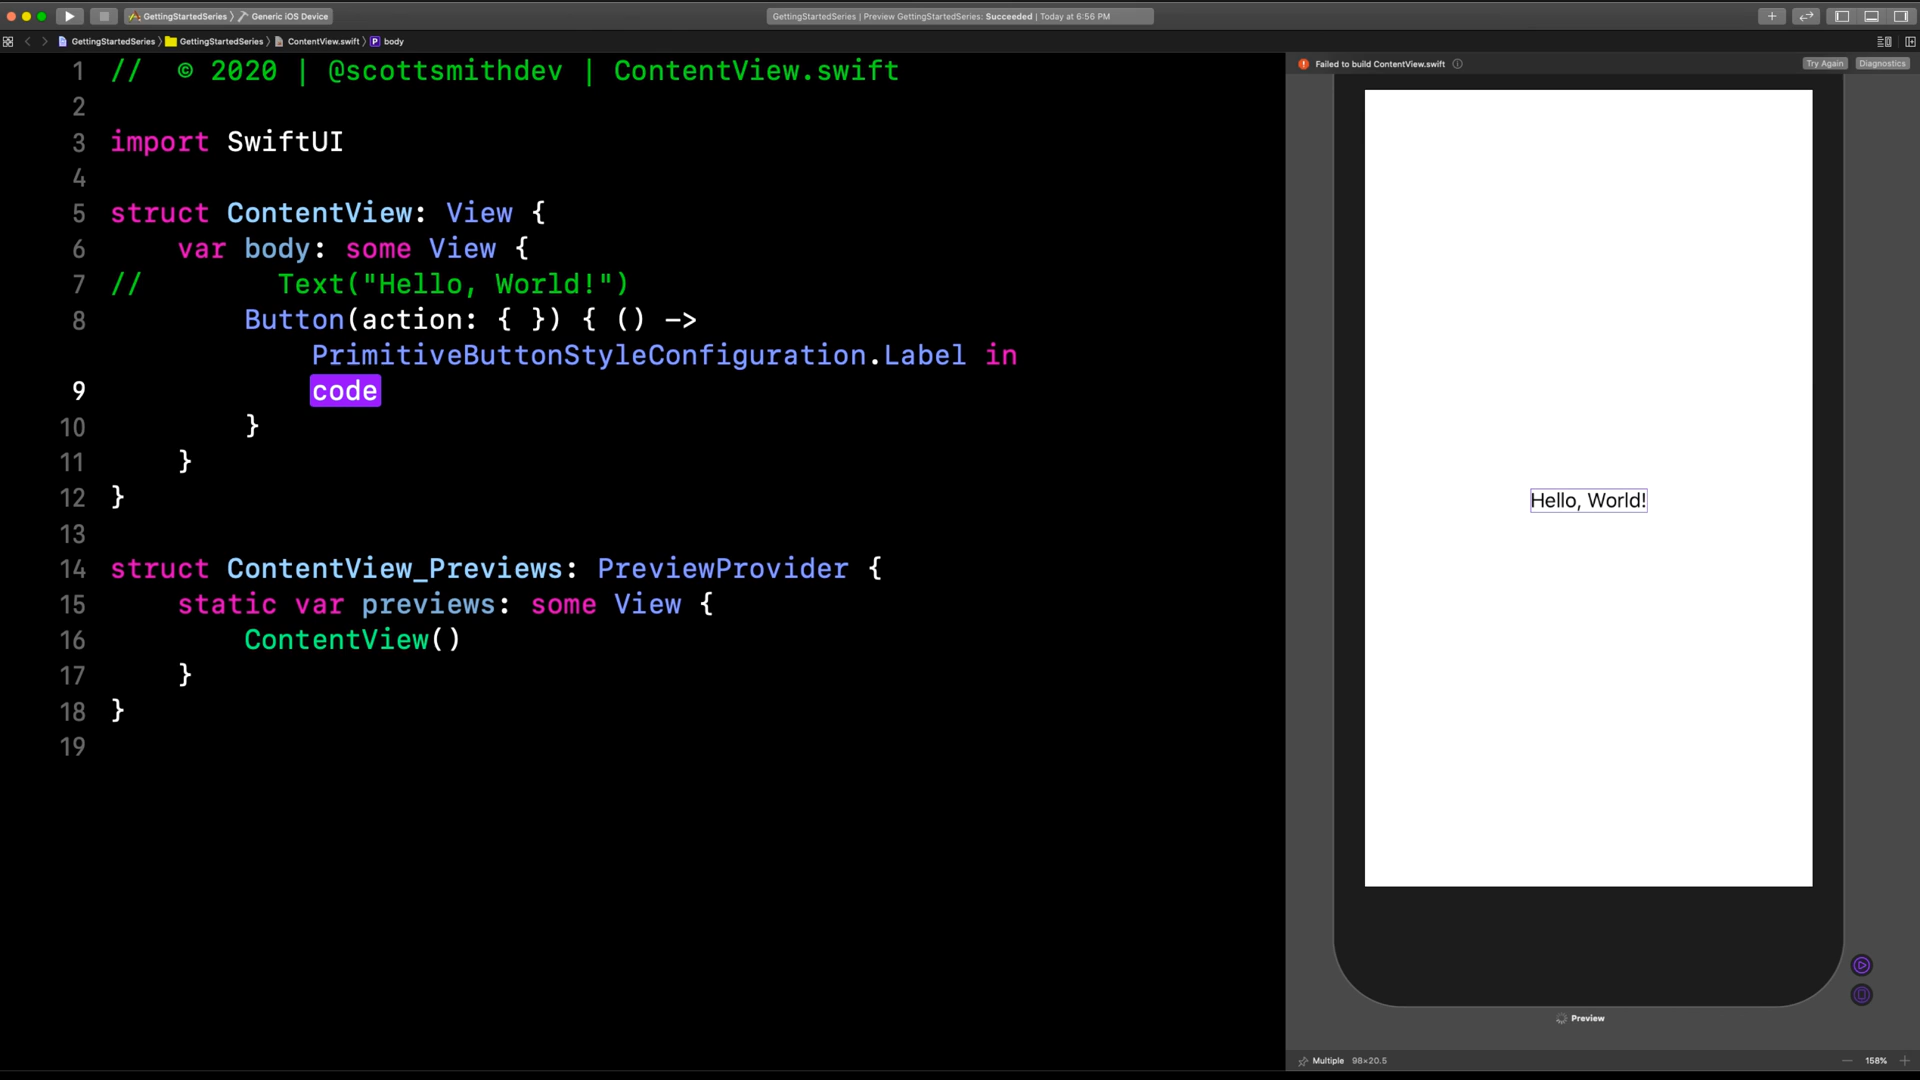 GettingStartedSeries Generic iOS Device
GettingStartedSeries | Preview GettingStartedSeries: Succeeded | Today at 6:56 PM
GettingStartedSeries GettingStartedSeries ContentView.swift P body
1 // © 2020 | @scottsmithdev | ContentView.swift
2
3 import SwiftUI
4
5 struct ContentView: View {
6 var body: some View {
7 // Text("Hello, World!")
8 Button(action: { }) { () ->
PrimitiveButtonStyleConfiguration.Label in
9 code
10 }
11 }
12 }
13
14 struct ContentView_Previews: PreviewProvider {
15 static var previews: some View {
16 ContentView()
17 }
18 }
19
Failed to build ContentView.swift
Try Again Diagnostics
Hello, World!
Preview
Multiple 98×20.5
158%